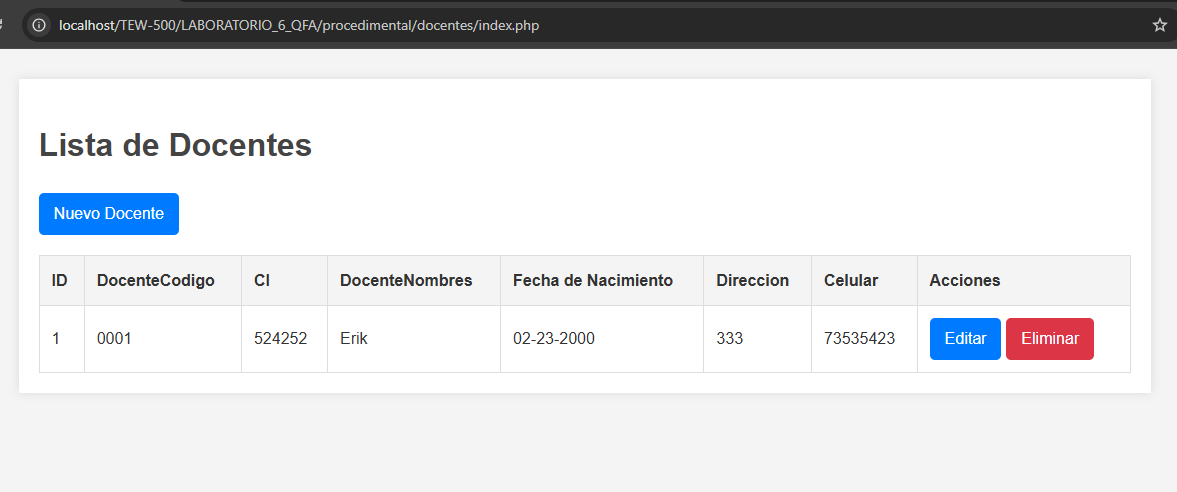 localhost/TEW-500/LABORATORIO_6_QFA/procedimental/docentes/index.php
Lista de Docentes
Nuevo Docente
ID DocenteCodigo CI DocenteNombres Fecha de Nacimiento Direccion Celular Acciones
1 0001 524252 Erik 02-23-2000 333 73535423 Editar Eliminar